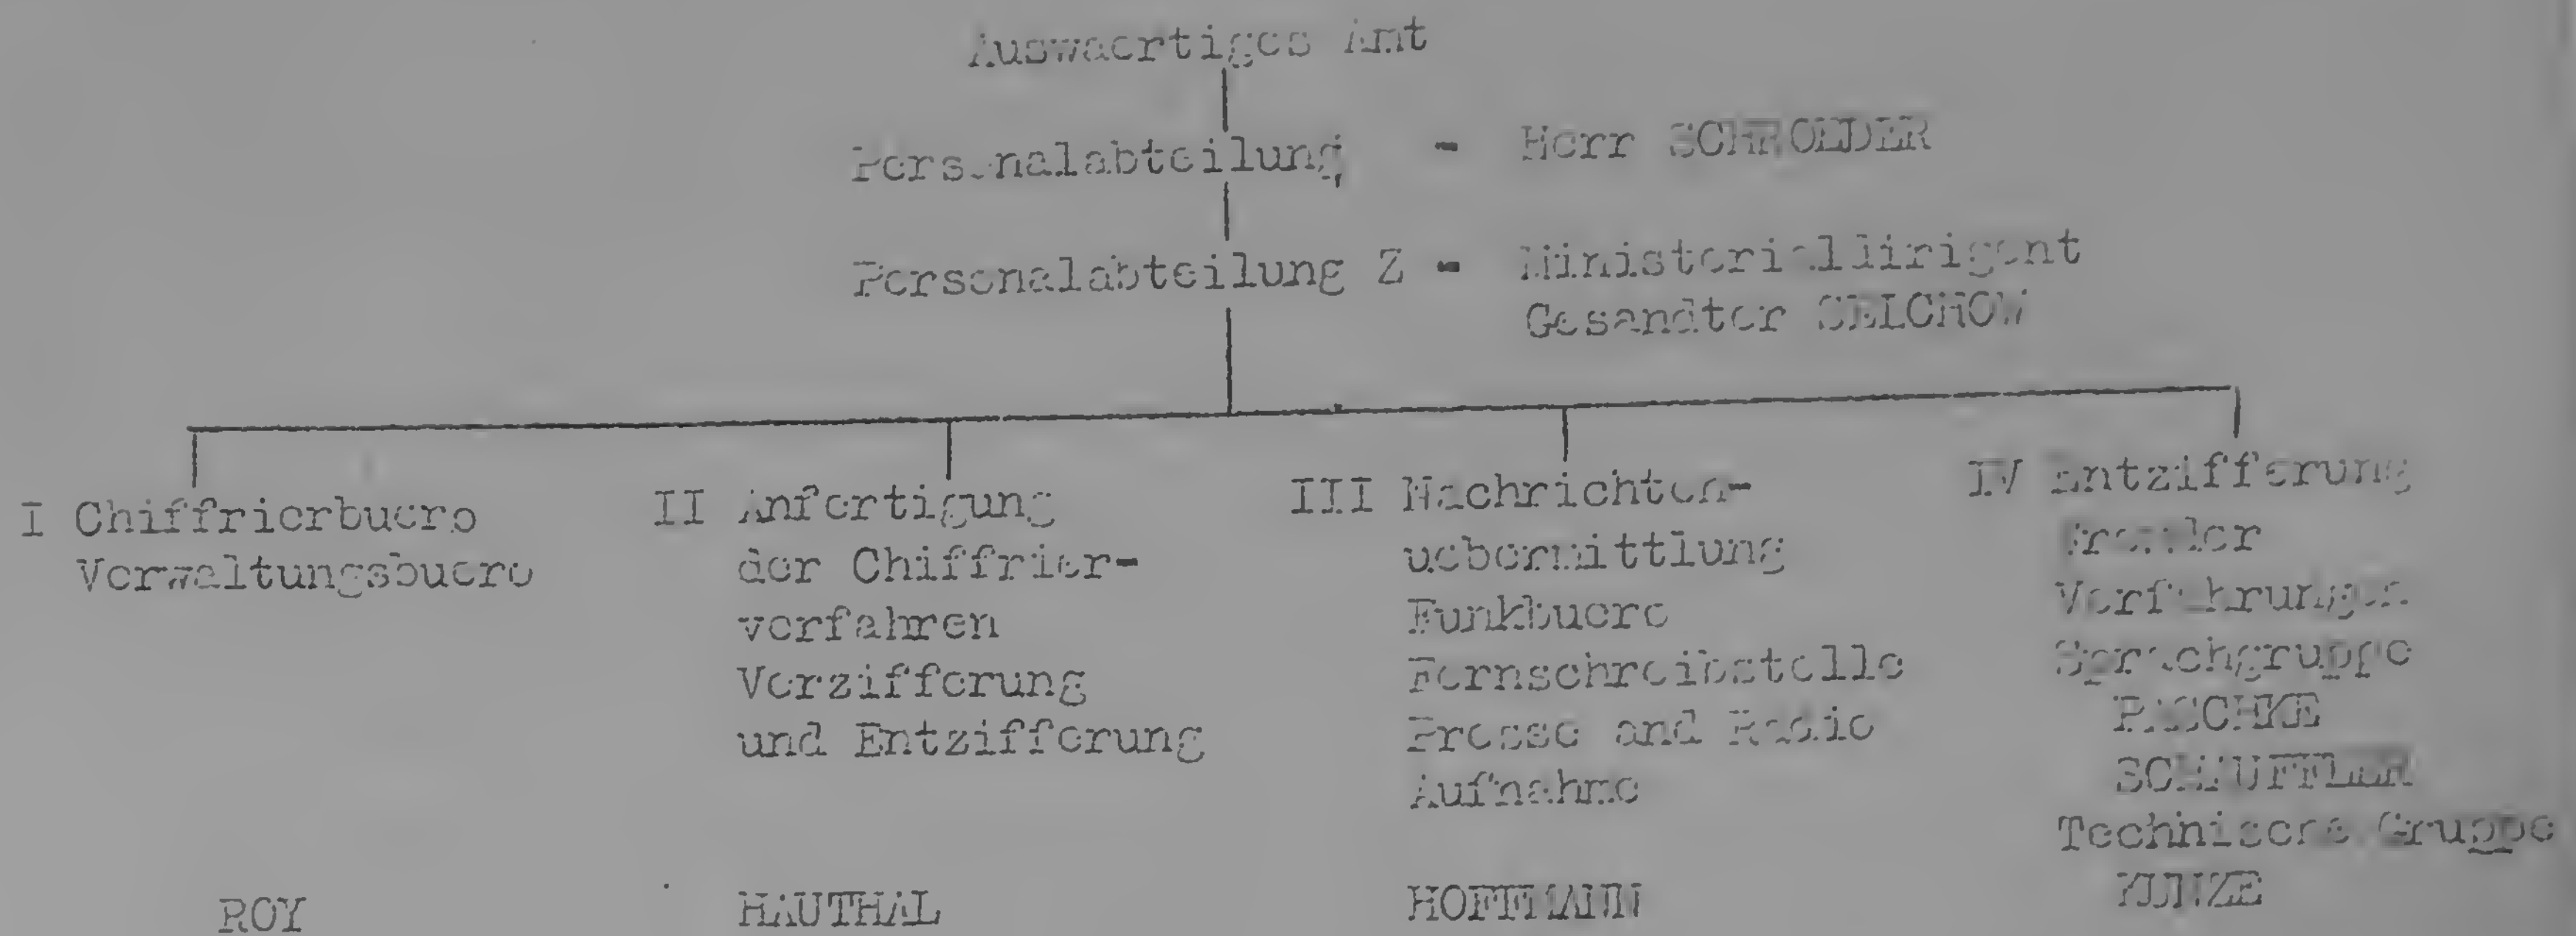 Auswaertiges Amt
Personalabteilung - Herr SCHROEDER
Personalabteilung Z - Ministerialdirigent
Gesandter SELCHOW
I Chiffrierbuero
Verwaltungsbuero
ROY
II Anfertigung
der Chiffrier-
verfahren
Verzifferung
und Entzifferung
HAUTHAL
III Nachrichten-
uebermittlung
Funkbuero
Fernschreibstelle
Presse and Radio
Aufnahme
HOFFMANN
IV Entzifferung
Fremder
Verfahrungen
Sprachgruppe
PASCHKE
SCHAUFFLER
Technische Gruppe
KUNZE